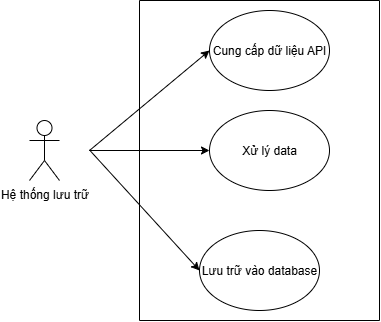 Cung cấp dữ liệu API
Xử lý data
Hệ thống lưu trữ
Lưu trữ vào database